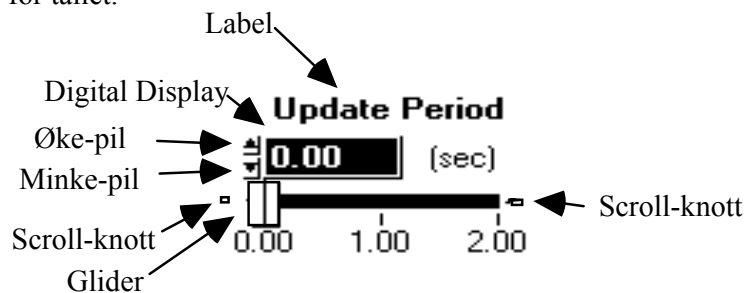 for tallet.
Label
Digital Display
Update Period
Øke-pil
0.00
(sec)
Minke-pil
Scroll-knott
Scroll-knott
0.00 1.00 2.00
Glider